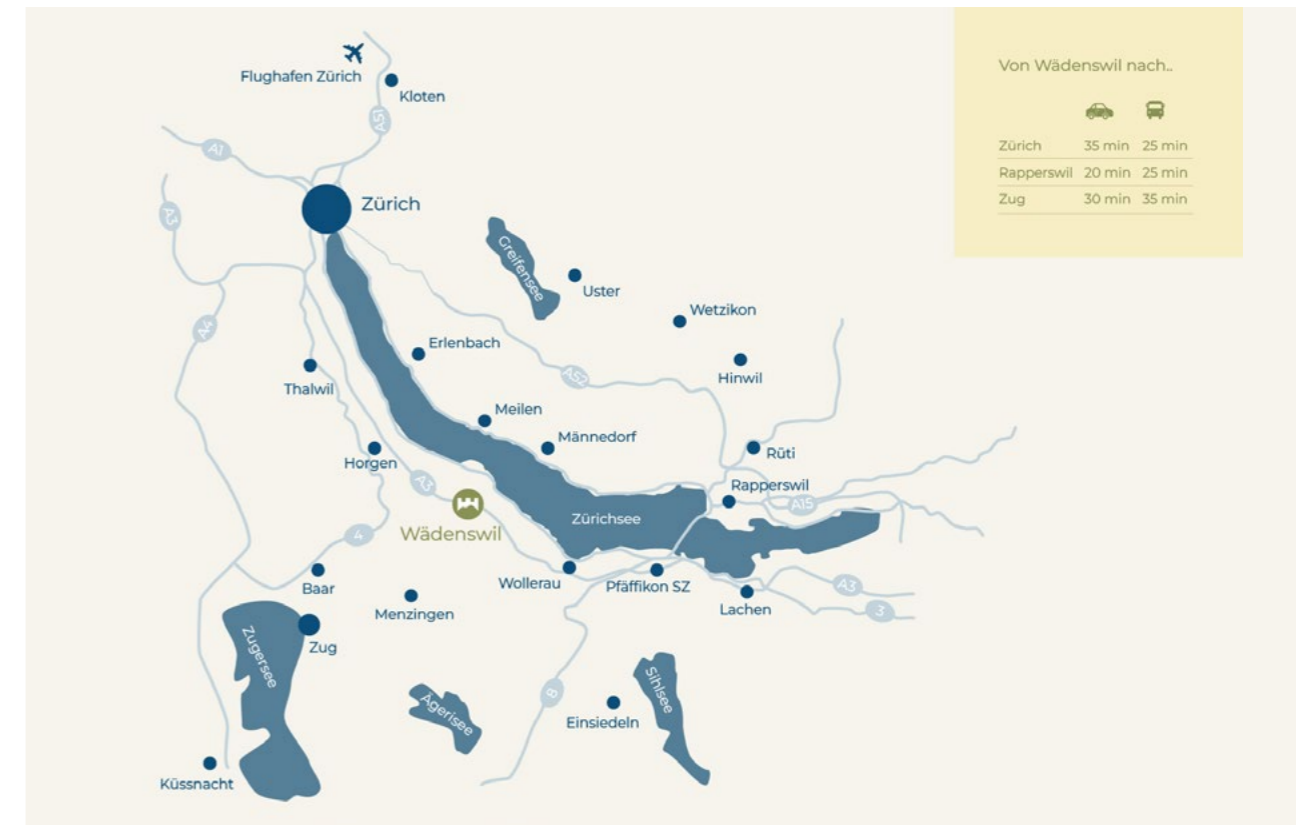 Flughafen Zürich
Kloten
A51
A1
Zürich
A3
Greifensee
Uster
Wetzikon
A4
Erlenbach
Hinwil
A52
Thalwil
Meilen
Männedorf
Rüti
Horgen
A3
Rapperswil
A15
Zürichsee
Wädenswil
4
Baar
Wollerau
Pfäffikon SZ
A3
Lachen
3
Menzingen
Zug
Zugersee
Ägerisee
8
Sihlsee
Einsiedeln
Küssnacht
Von Wädenswil nach..
Zürich 35 min 25 min
Rapperswil 20 min 25 min
Zug 30 min 35 min